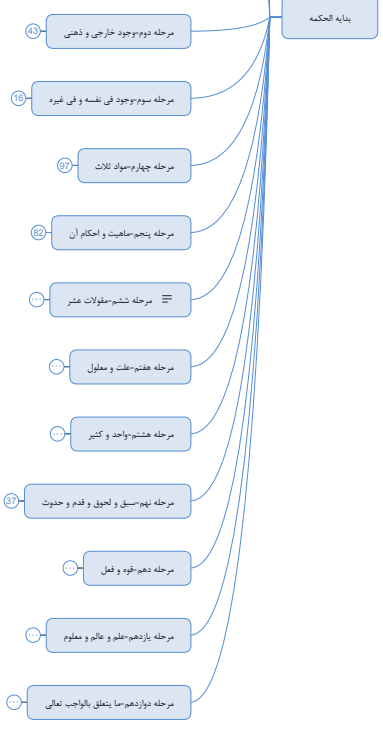 بدایه الحکمه
مرحله دوم-وجود خارجی و ذهنی
43
مرحله سوم-وجود فی نفسه و فی غیره
16
مرحله چهارم-مواد ثلاث
97
مرحله پنجم-ماهیت و احکام آن
82
مرحله ششم-مقولات عشر
...
مرحله هفتم-علت و معلول
...
مرحله هشتم-واحد و کثیر
...
مرحله نهم-سبق و لحوق و قدم و حدوث
37
مرحله دهم-قوه و فعل
...
مرحله یازدهم-علم و عالم و معلوم
...
مرحله دوازدهم-ما یتعلق بالواجب تعالی
...